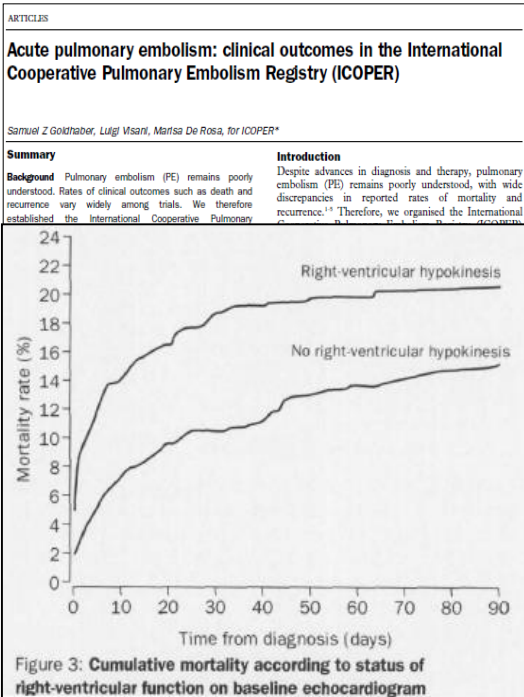 ARTICLES
Acute pulmonary embolism: clinical outcomes in the International
Cooperative Pulmonary Embolism Registry (ICOPER)
Samuel Z Goldhaber, Luigi Visani, Marisa De Rosa, for ICOPER*
Summary
Background Pulmonary embolism (PE) remains poorly
understood. Rates of clinical outcomes such as death and
recurrence vary widely among trials. We therefore
established the International Cooperative Pulmonary
Introduction
Despite advances in diagnosis and therapy, pulmonary
embolism (PE) remains poorly understood, with wide
discrepancies in reported rates of mortality and
recurrence.1-5 Therefore, we organised the International
24
22
20
18
16
14
12
10
8
6
4
2
0
Mortality rate (%)
Right-ventricular hypokinesis
No right-ventricular hypokinesis
0 10 20 30 40 50 60 70 80 90
Time from diagnosis (days)
Figure 3: Cumulative mortality according to status of
right-ventricular function on baseline echocardiogram